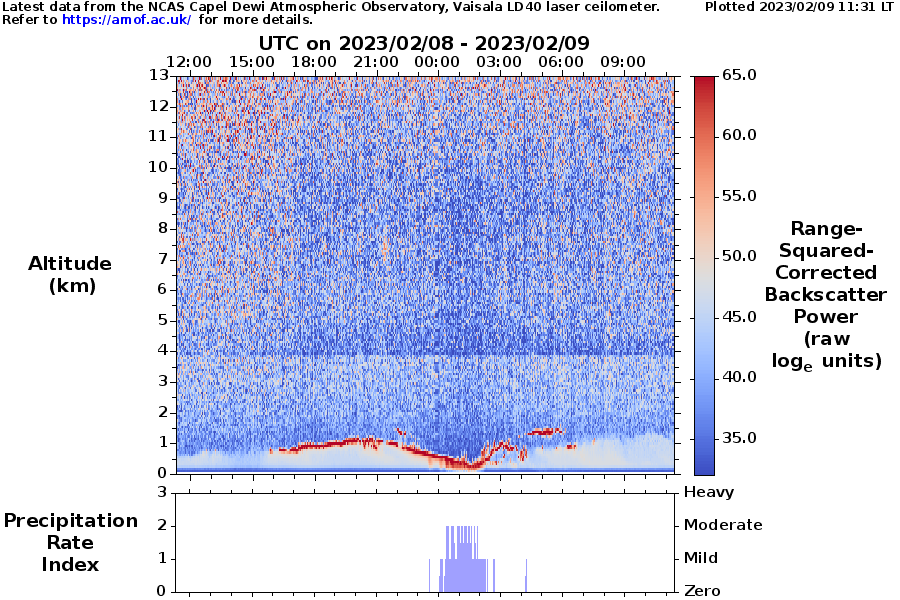 Latest data from the NCAS Capel Dewi Atmospheric Observatory, Vaisala LD40 laser ceilometer.
Plotted 2023/02/09 11:31 LT
Refer to https://amof.ac.uk/ for more details.
UTC on 2023/02/08 - 2023/02/09
12:00 15:00 18:00 21:00 00:00 03:00 06:00 09:00
13
12
11
10
9
8
7
6
5
4
3
2
1
0
Altitude
(km)
65.0
60.0
55.0
50.0
45.0
40.0
35.0
Range-
Squared-
Corrected
Backscatter
Power
(raw
loge units)
3
2
1
0
Precipitation
Rate
Index
Heavy
Moderate
Mild
Zero